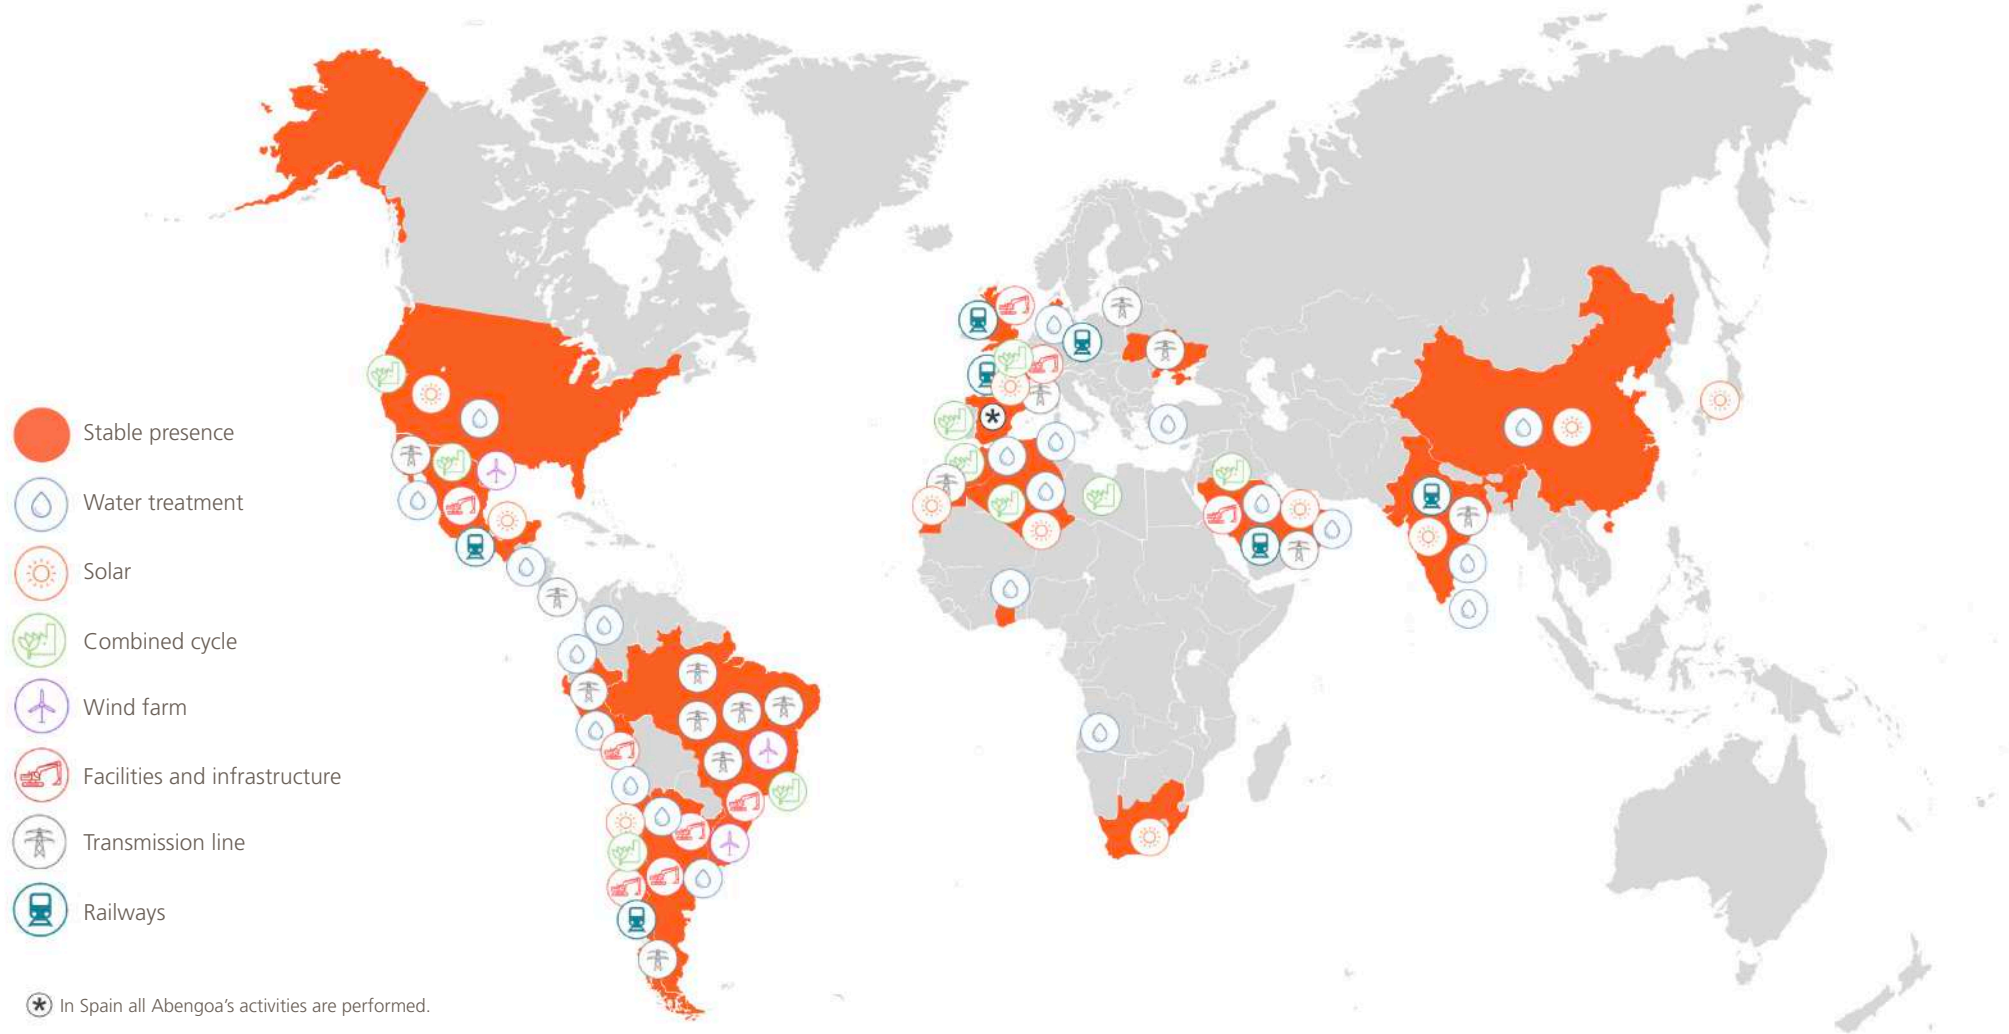 Stable presence
Water treatment
Solar
Combined cycle
Wind farm
Facilities and infrastructure
Transmission line
Railways
* In Spain all Abengoa's activities are performed.